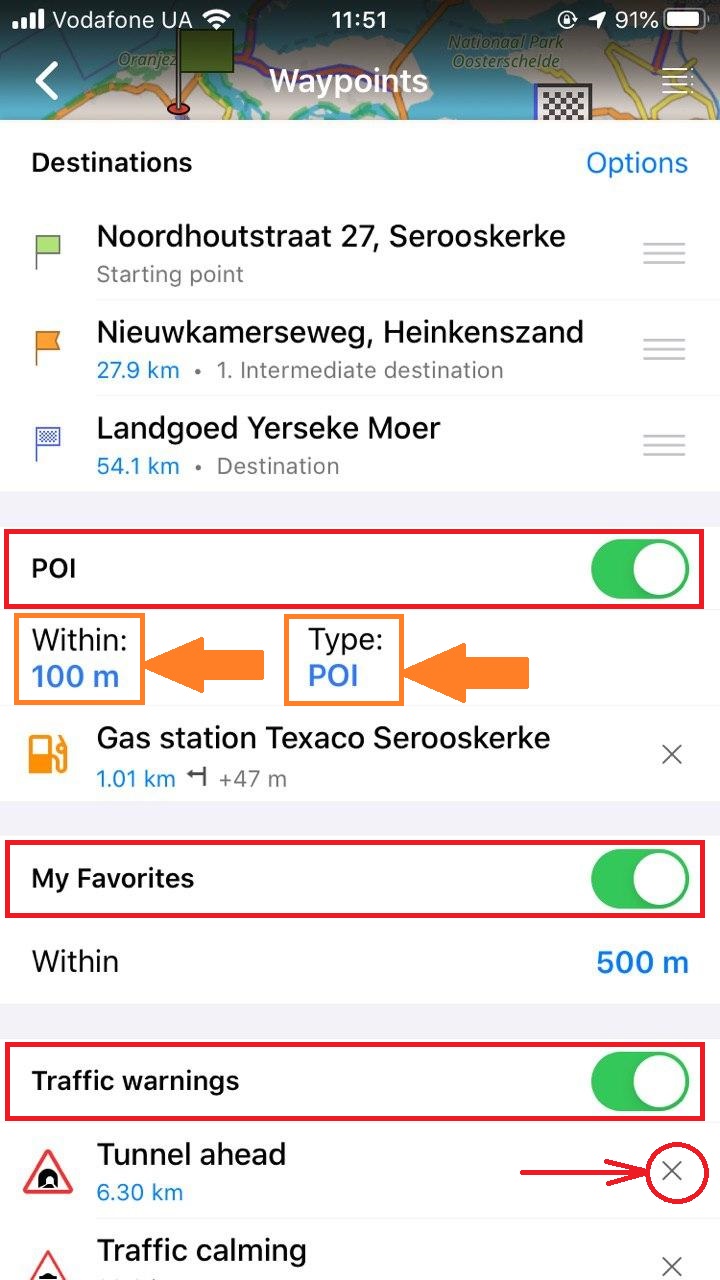 Vodafone UA 11:51 91%
Nationaal Park
Oosterschelde
Oranjez
Waypoints
Destinations Options
Noordhoutstraat 27, Serooskerke
Starting point
Nieuwkamerseweg, Heinkenszand
27.9 km • 1. Intermediate destination
Landgoed Yerseke Moer
54.1 km • Destination
POI
Within: Type:
100 m POI
Gas station Texaco Serooskerke
1.01 km +47 m
My Favorites
Within 500 m
Traffic warnings
Tunnel ahead
6.30 km
Traffic calming